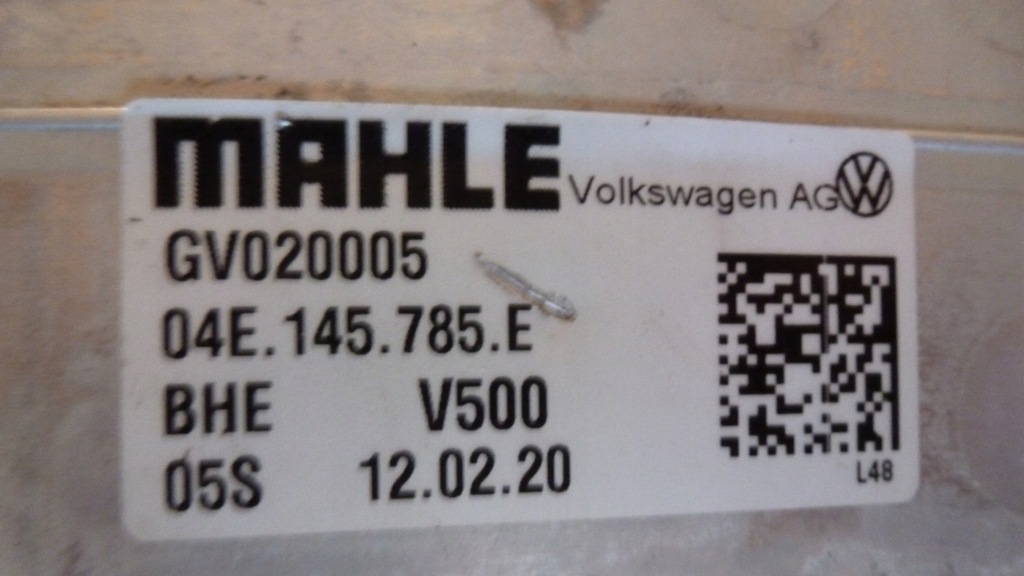 MAHLE Volkswagen AG
GV020005
04E.145.785.E
BHE V500
05S 12.02.20
L48